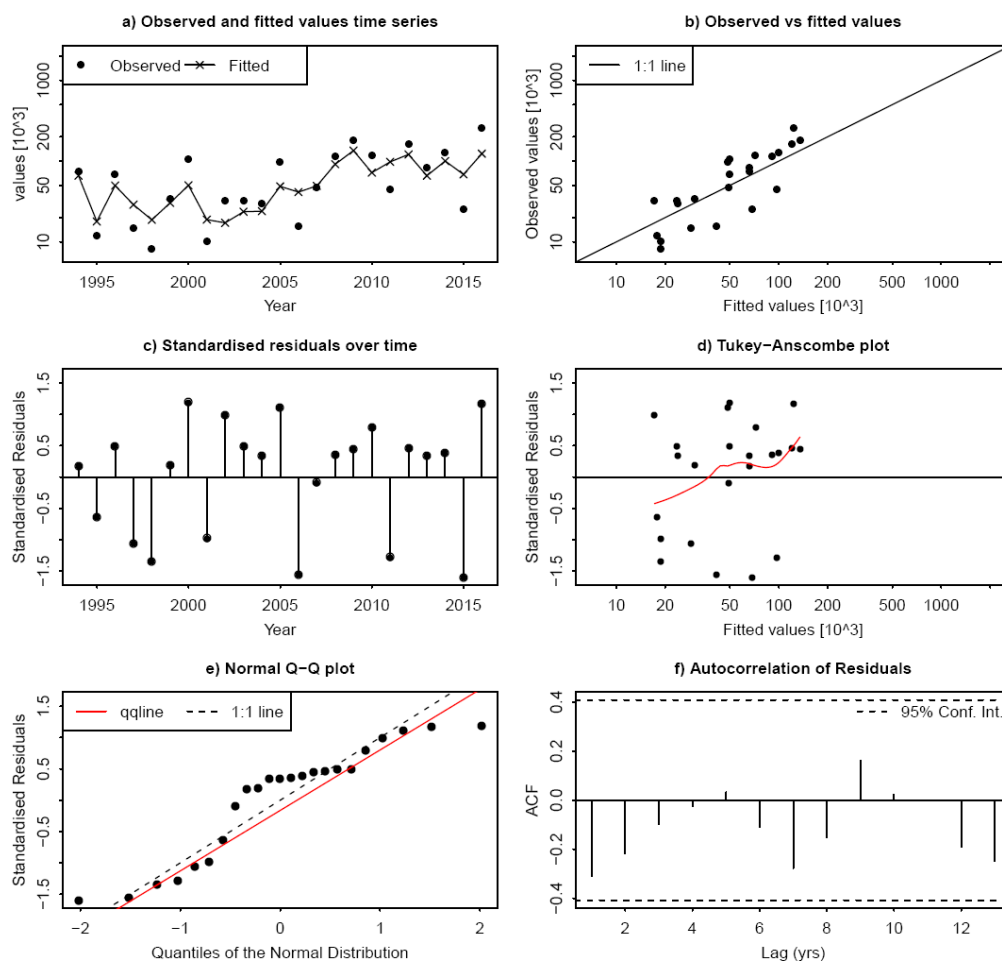 a) Observed and fitted values time series
Observed
Fitted
values [10^3]
1000
200
50
10
1995 2000 2005 2010 2015
Year
b) Observed vs fitted values
1:1 line
Observed values [10^3]
1000
200
50
20
10
10 20 50 100 200 500 1000
Fitted values [10^3]
c) Standardised residuals over time
Standardised Residuals
1.5
0.5
−0.5
−1.5
1995 2000 2005 2010 2015
Year
d) Tukey−Anscombe plot
Standardised Residuals
1.5
0.5
−0.5
−1.5
10 20 50 100 200 500 1000
Fitted values [10^3]
e) Normal Q−Q plot
qqline
1:1 line
Standardised Residuals
1.5
0.5
−0.5
−1.5
−2 −1 0 1 2
Quantiles of the Normal Distribution
f) Autocorrelation of Residuals
95% Conf. Int.
ACF
0.4
0.2
0.0
−0.2
−0.4
2 4 6 8 10 12
Lag (yrs)